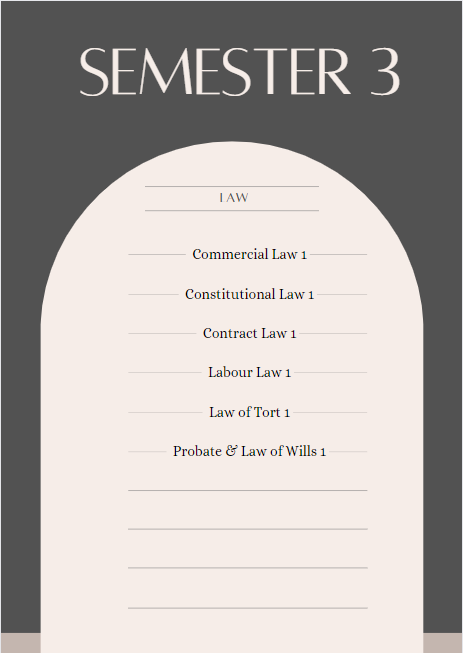 SEMESTER 3
LAW
Commercial Law 1
Constitutional Law 1
Contract Law 1
Labour Law 1
Law of Tort 1
Probate & Law of Wills 1